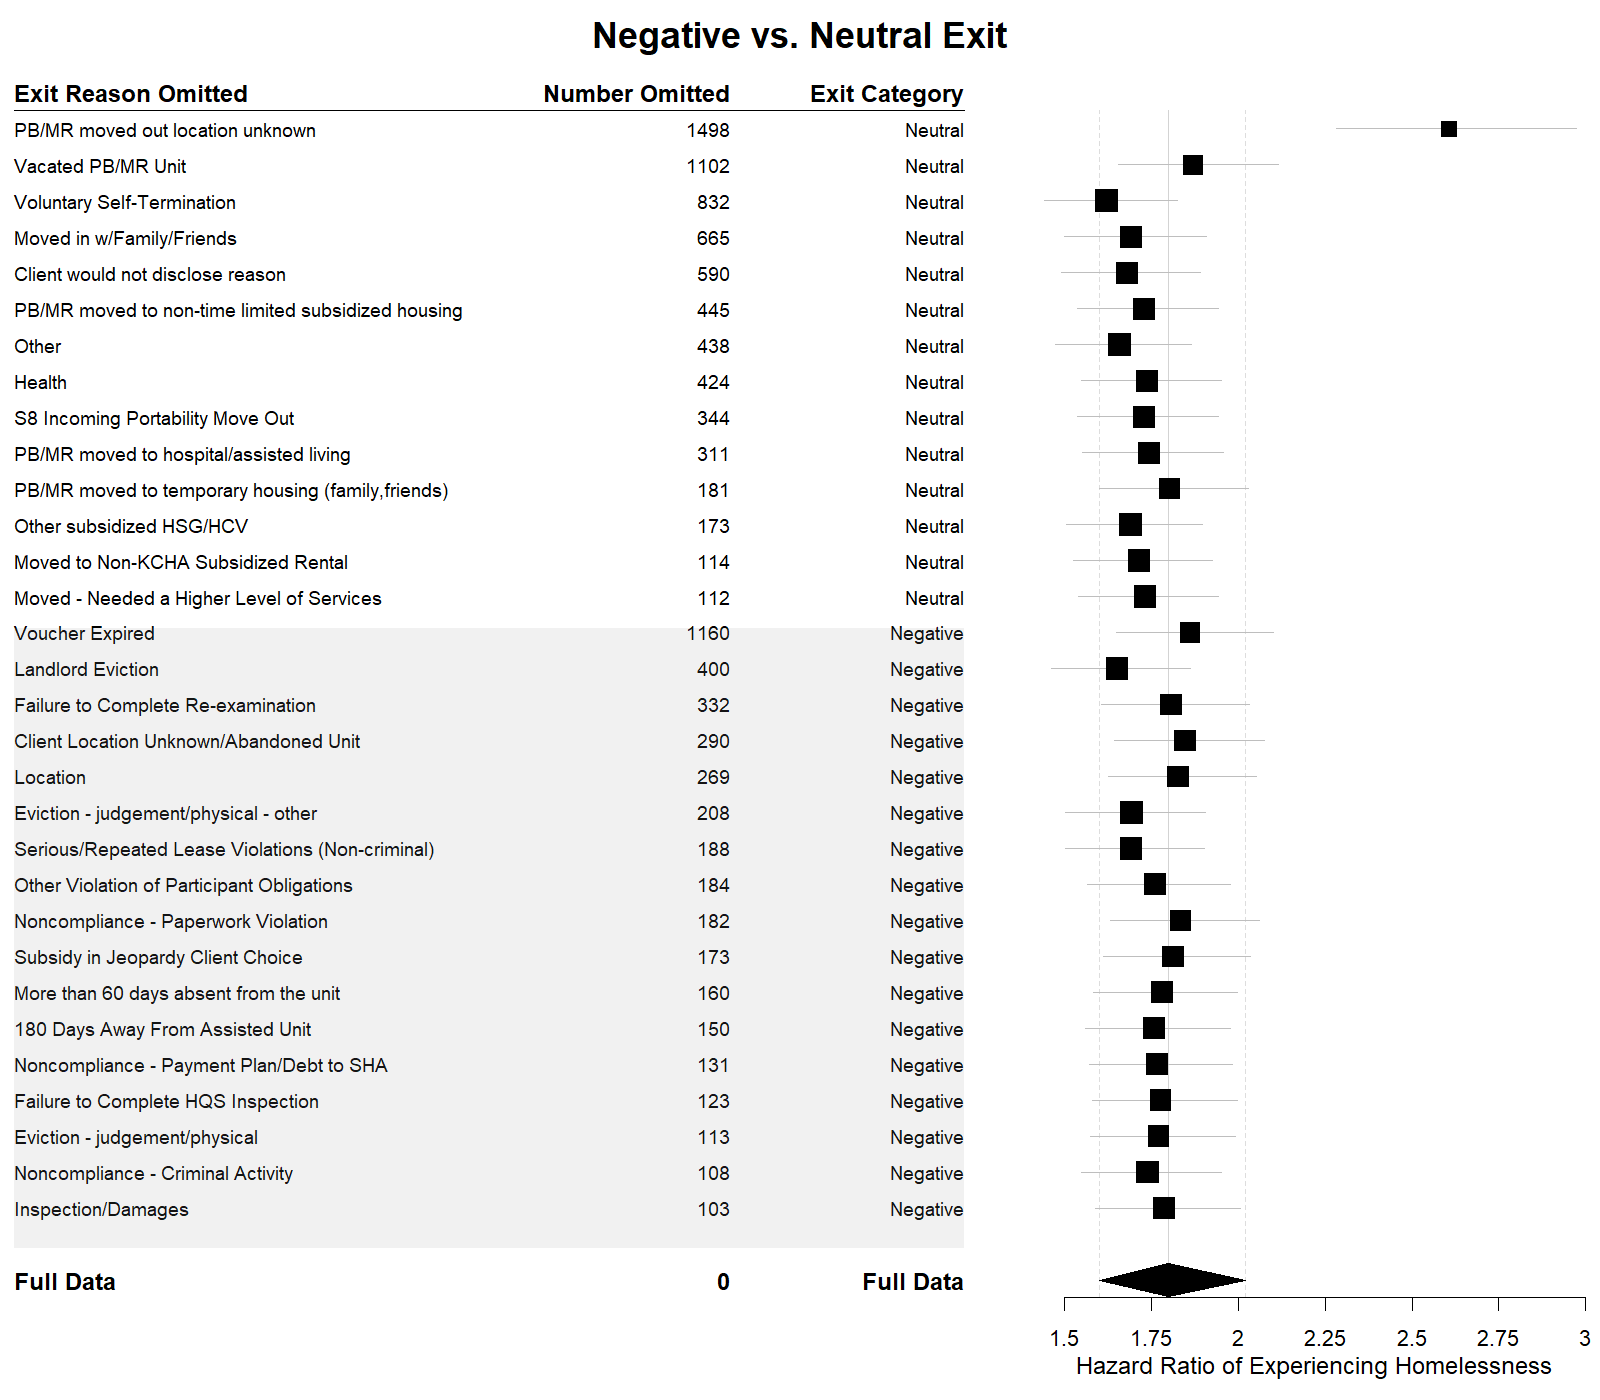 Negative vs. Neutral Exit
Exit Reason Omitted Number Omitted Exit Category
PB/MR moved out location unknown 1498 Neutral
Vacated PB/MR Unit 1102 Neutral
Voluntary Self-Termination 832 Neutral
Moved in w/Family/Friends 665 Neutral
Client would not disclose reason 590 Neutral
PB/MR moved to non-time limited subsidized housing 445 Neutral
Other 438 Neutral
Health 424 Neutral
S8 Incoming Portability Move Out 344 Neutral
PB/MR moved to hospital/assisted living 311 Neutral
PB/MR moved to temporary housing (family,friends) 181 Neutral
Other subsidized HSG/HCV 173 Neutral
Moved to Non-KCHA Subsidized Rental 114 Neutral
Moved - Needed a Higher Level of Services 112 Neutral
Voucher Expired 1160 Negative
Landlord Eviction 400 Negative
Failure to Complete Re-examination 332 Negative
Client Location Unknown/Abandoned Unit 290 Negative
Location 269 Negative
Eviction - judgement/physical - other 208 Negative
Serious/Repeated Lease Violations (Non-criminal) 188 Negative
Other Violation of Participant Obligations 184 Negative
Noncompliance - Paperwork Violation 182 Negative
Subsidy in Jeopardy Client Choice 173 Negative
More than 60 days absent from the unit 160 Negative
180 Days Away From Assisted Unit 150 Negative
Noncompliance - Payment Plan/Debt to SHA 131 Negative
Failure to Complete HQS Inspection 123 Negative
Eviction - judgement/physical 113 Negative
Noncompliance - Criminal Activity 108 Negative
Inspection/Damages 103 Negative
Full Data 0 Full Data
1.5 1.75 2 2.25 2.5 2.75 3
Hazard Ratio of Experiencing Homelessness